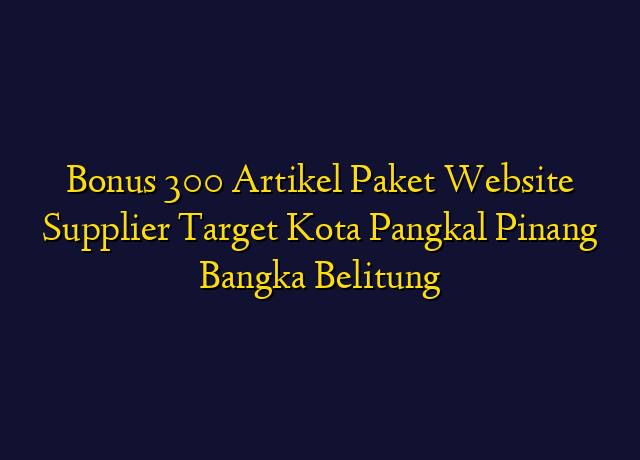 Bonus 300 Artikel Paket Website
Supplier Target Kota Pangkal Pinang
Bangka Belitung